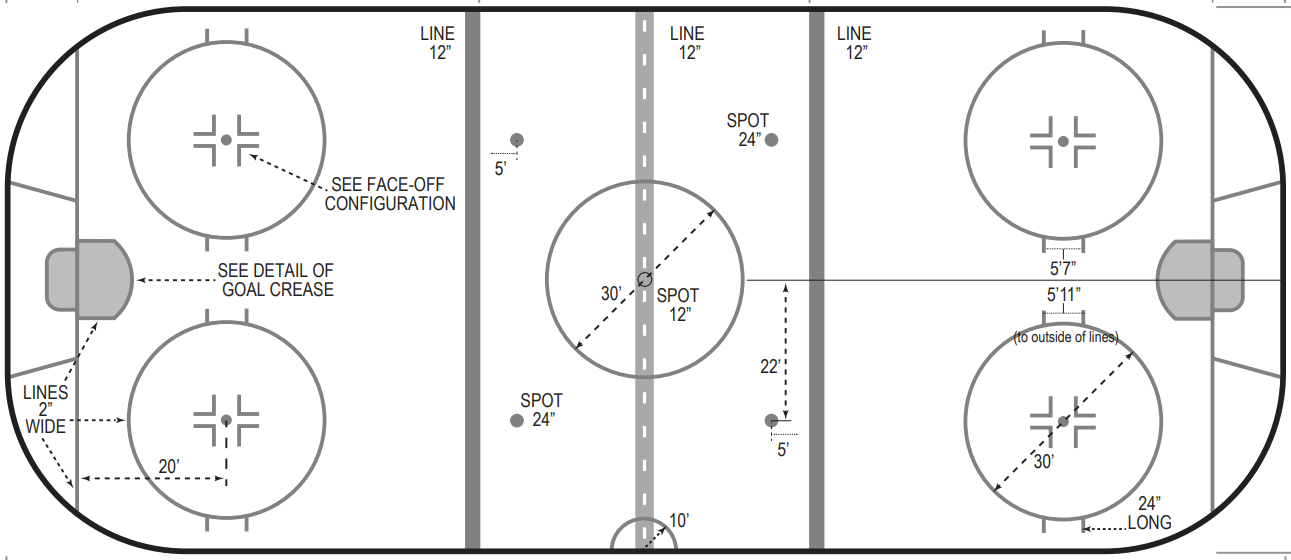 LINE
12”
LINE
12”
LINE
12”
SPOT
24”
5’
SEE FACE-OFF
CONFIGURATION
SEE DETAIL OF
GOAL CREASE
5’7”
5’11”
(to outside of lines)
30’
SPOT
12”
22’
LINES
2”
WIDE
SPOT
24”
5’
20’
30’
24”
LONG
10’